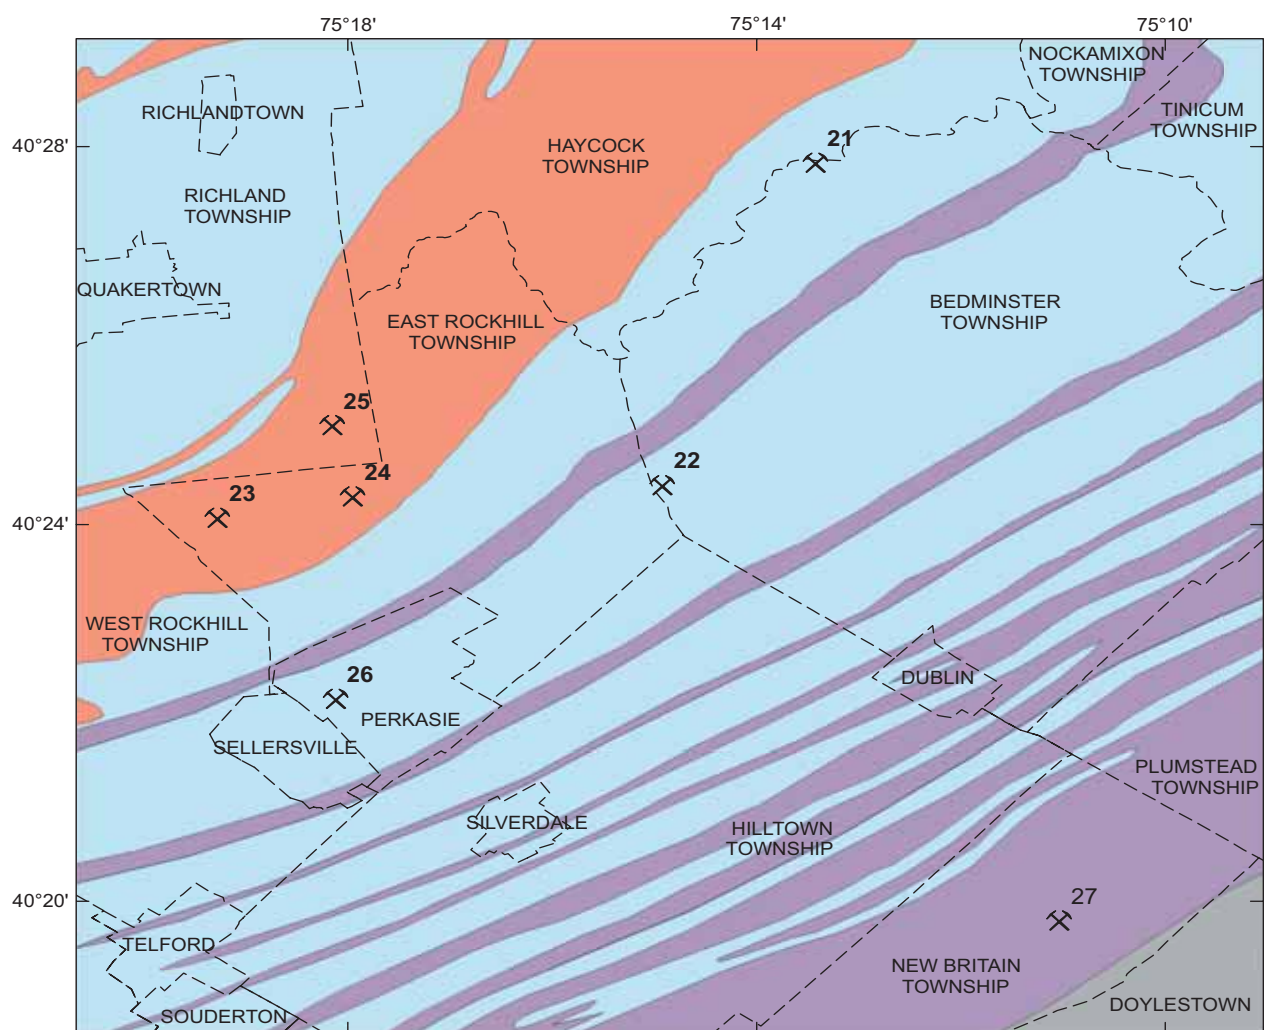 75°18'
75°14'
75°10'
NOCKAMIXON
TOWNSHIP
RICHLANDTOWN
TINICUM
TOWNSHIP
40°28'
HAYCOCK
TOWNSHIP
21
RICHLAND
TOWNSHIP
QUAKERTOWN
BEDMINSTER
TOWNSHIP
EAST ROCKHILL
TOWNSHIP
25
24
22
23
40°24'
WEST ROCKHILL
TOWNSHIP
26
DUBLIN
PERKASIE
SELLERSVILLE
PLUMSTEAD
TOWNSHIP
SILVERDALE
HILLTOWN
TOWNSHIP
40°20'
27
TELFORD
NEW BRITAIN
TOWNSHIP
SOUDERTON
DOYLESTOWN